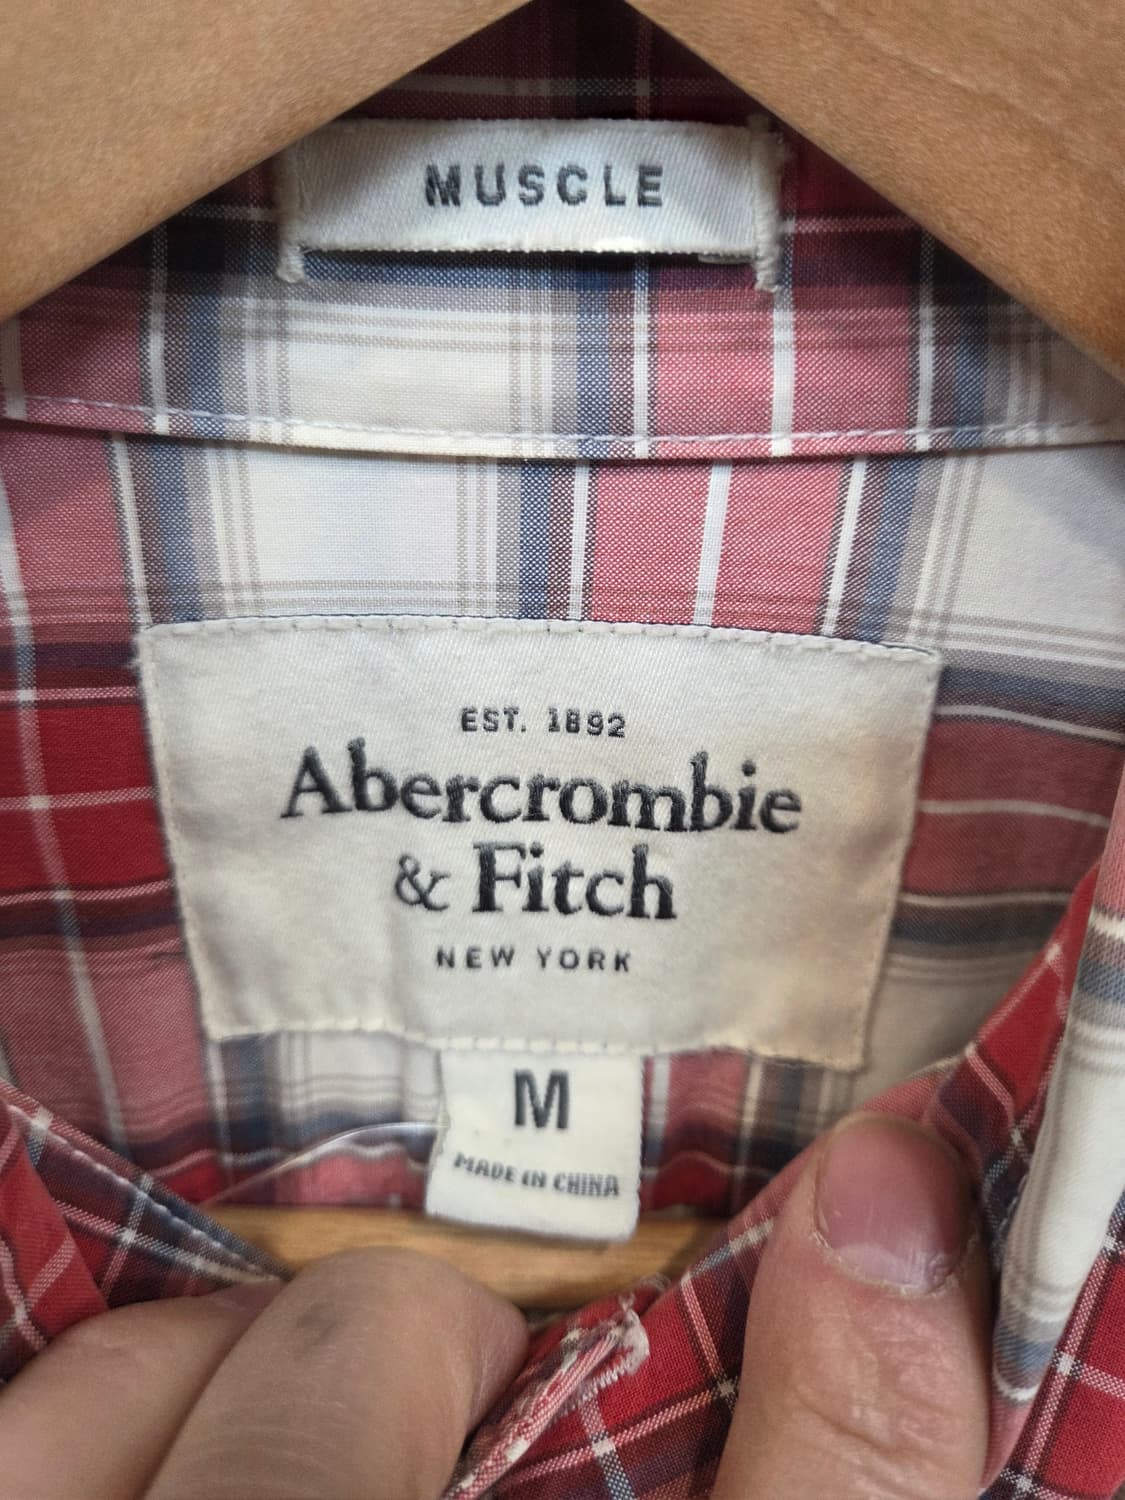 MUSCLE
EST. 1892
Abercrombie
& Fitch
NEW YORK
M
MADE IN CHINA